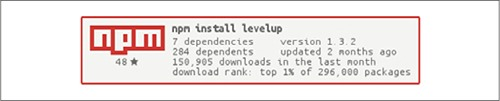 npm install levelup
npm
7 dependencies version 1.3.2
284 dependents updated 2 months ago
48 ★
150,905 downloads in the last month
download rank: top 1% of 296,000 packages